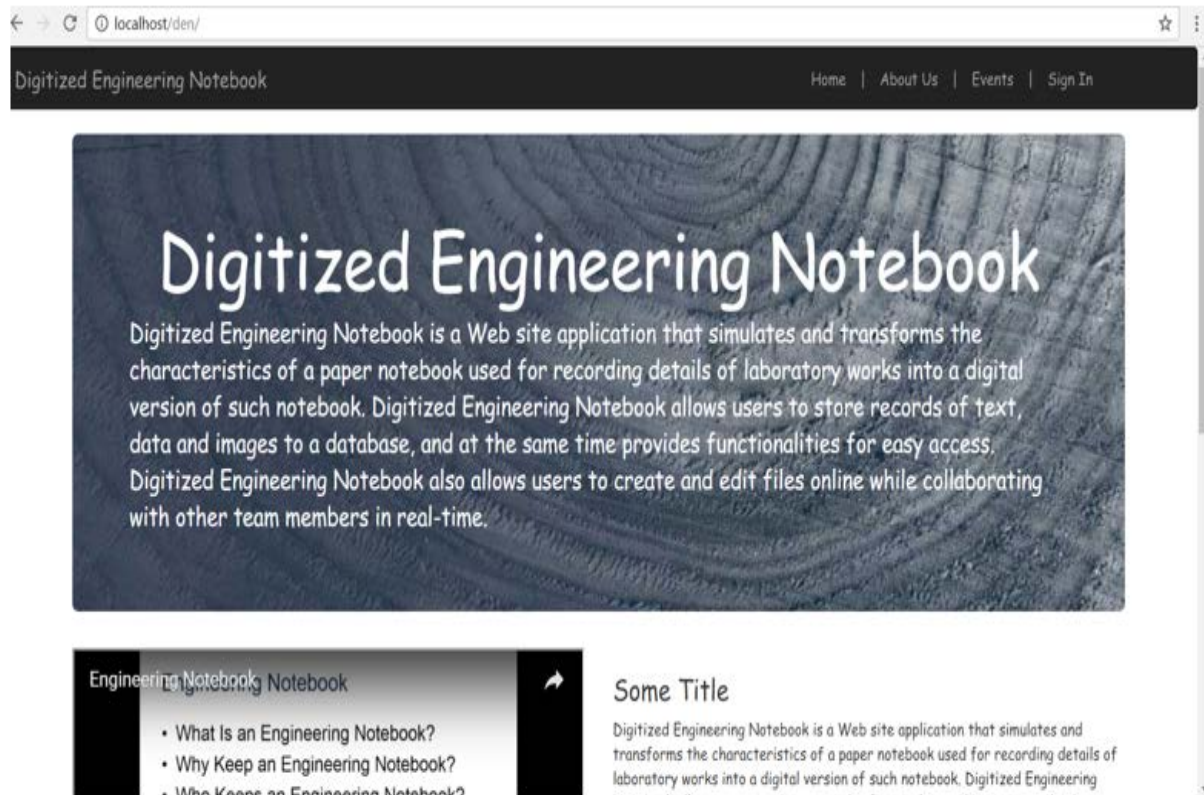 localhost/den/
Digitized Engineering Notebook
Home | About Us | Events | Sign In
Digitized Engineering Notebook
Digitized Engineering Notebook is a Web site application that simulates and transforms the
characteristics of a paper notebook used for recording details of laboratory works into a digital
version of such notebook. Digitized Engineering Notebook allows users to store records of text,
data and images to a database, and at the same time provides functionalities for easy access.
Digitized Engineering Notebook also allows users to create and edit files online while collaborating
with other team members in real-time.
Engineering Notebook
Engineering Notebook
• What Is an Engineering Notebook?
• Why Keep an Engineering Notebook?
• Who Keeps an Engineering Notebook?
Some Title
Digitized Engineering Notebook is a Web site application that simulates and
transforms the characteristics of a paper notebook used for recording details of
laboratory works into a digital version of such notebook. Digitized Engineering